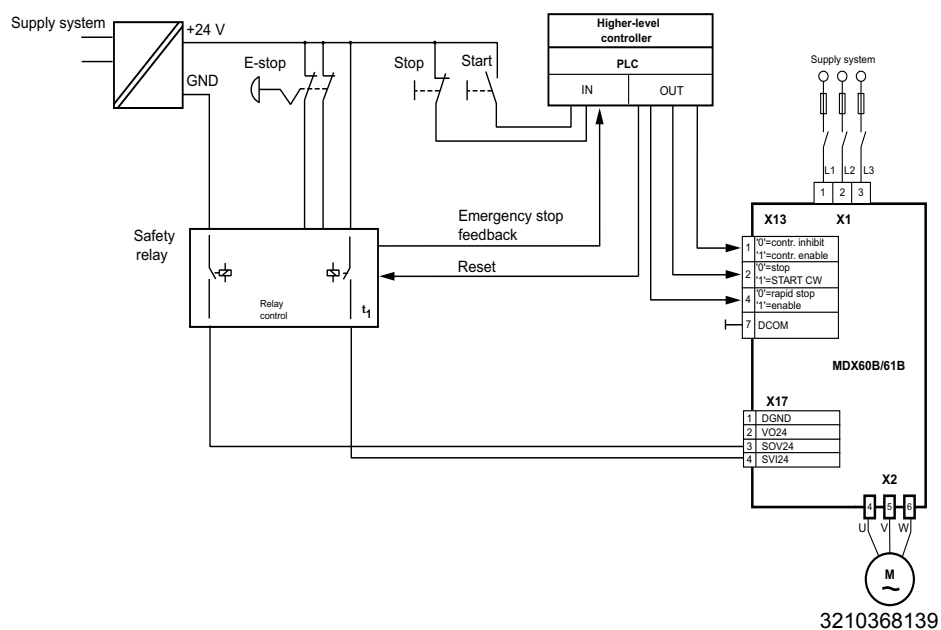 Supply system
+24 V
GND
E-stop
Stop
Start
Higher-level
controller
PLC
IN
OUT
Supply system
L1
L2
L3
1
2
3
X13
X1
Safety
relay
Emergency stop
feedback
Reset
Relay
control
t1
1
'0'=contr. inhibit
'1'=contr. enable
2
'0'=stop
'1'=START CW
4
'0'=rapid stop
'1'=enable
7
DCOM
MDX60B/61B
X17
1
DGND
2
VO24
3
SOV24
4
SVI24
X2
4
5
6
U
V
W
M
~
3210368139